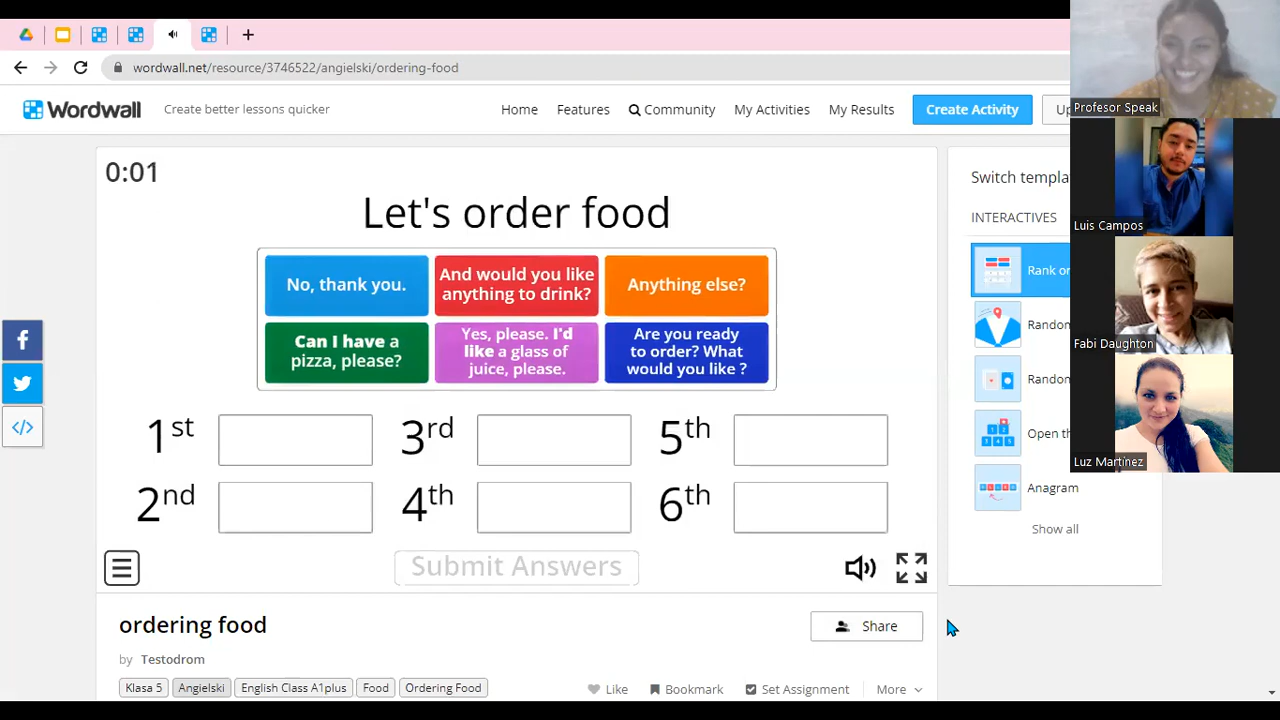 wordwall.net/resource/3746522/angielski/ordering-food
Wordwall
Create better lessons quicker
Home
Features
Community
My Activities
My Results
Create Activity
Up
0:01
Let's order food
No, thank you.
And would you like
anything to drink?
Anything else?
Can I have a
pizza, please?
Yes, please. I'd
like a glass of
juice, please.
Are you ready
to order? What
would you like ?
1st
3rd
5th
2nd
4th
6th
Submit Answers
ordering food
Share
by Testodrom
Klasa 5
Angielski
English Class A1plus
Food
Ordering Food
Like
Bookmark
Set Assignment
More
Switch templa
INTERACTIVES
Rank or
Random
Random
Open th
Anagram
Show all
Profesor Speak
Luis Campos
Fabi Daughton
Luz Martínez